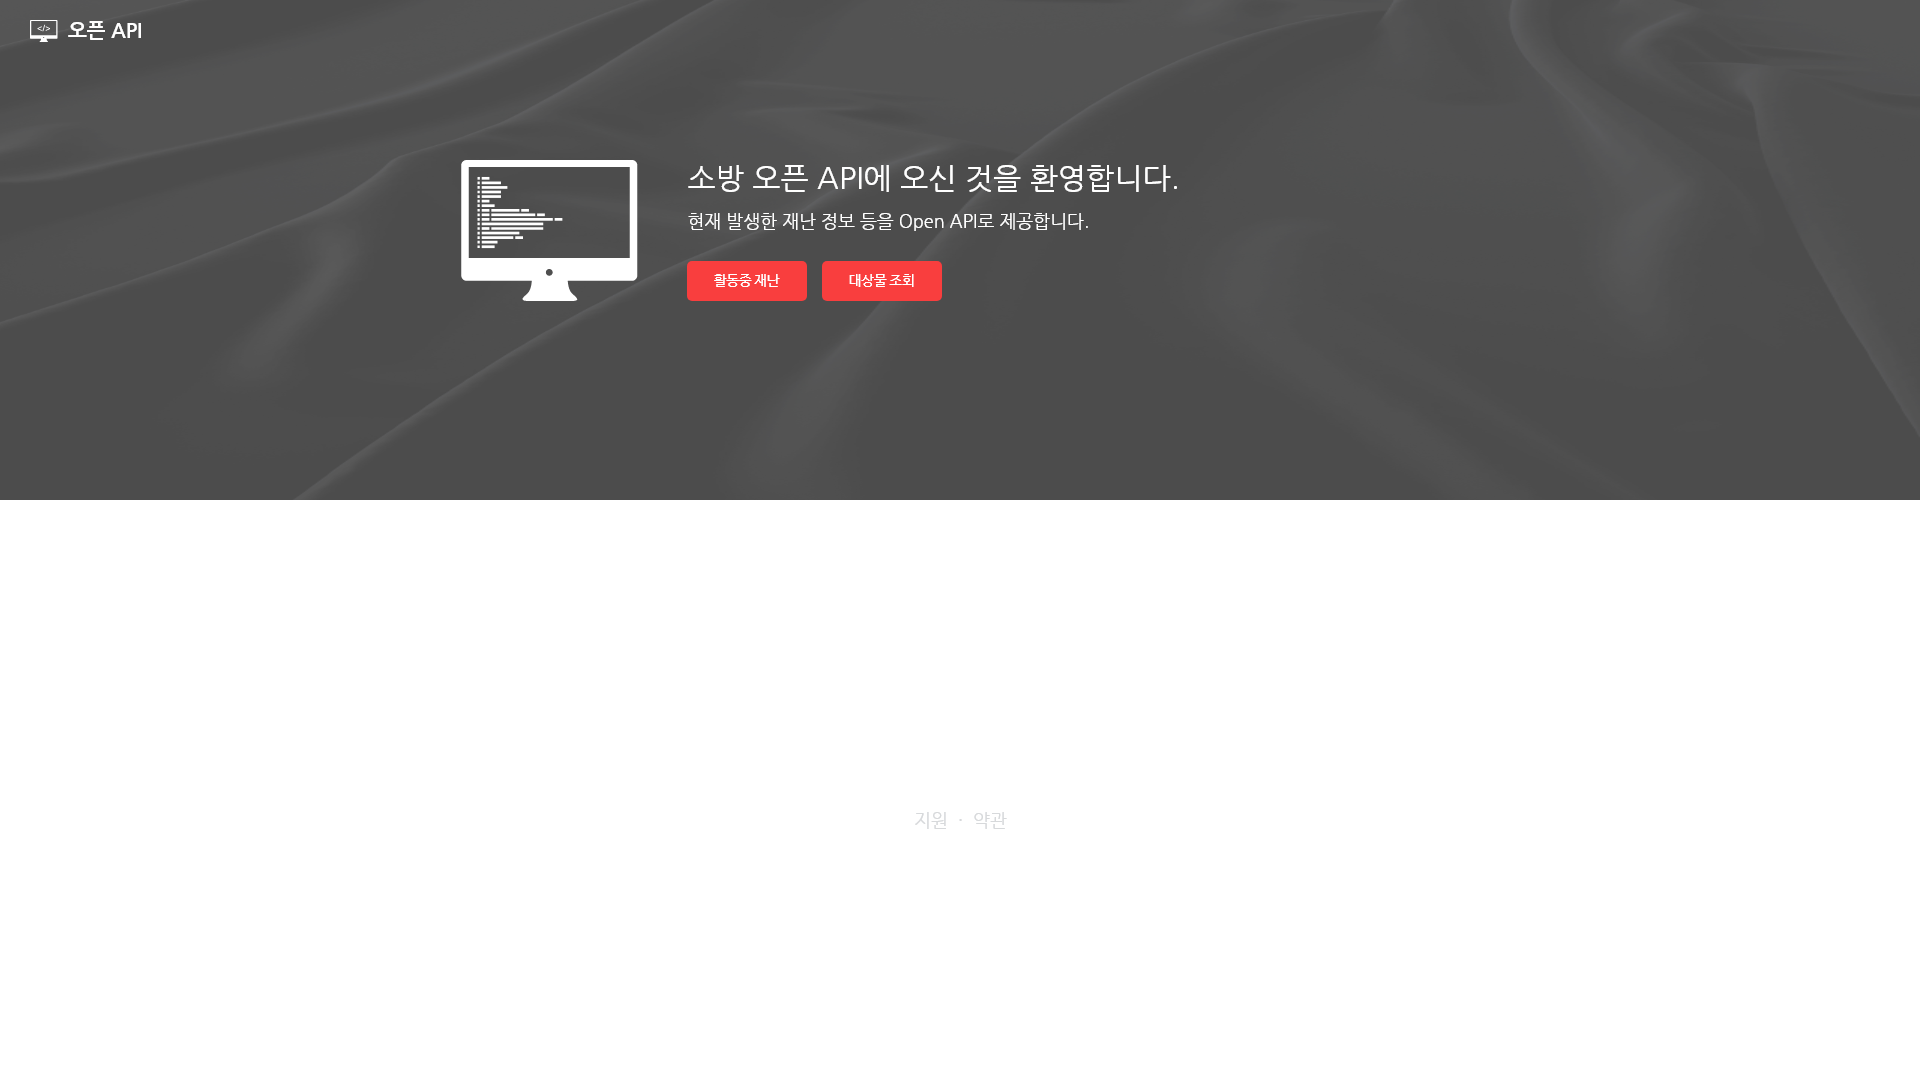 </> 오픈 API
소방 오픈 API에 오신 것을 환영합니다.
현재 발생한 재난 정보 등을 Open API로 제공합니다.
활동중 재난 대상물 조회
지원 · 약관